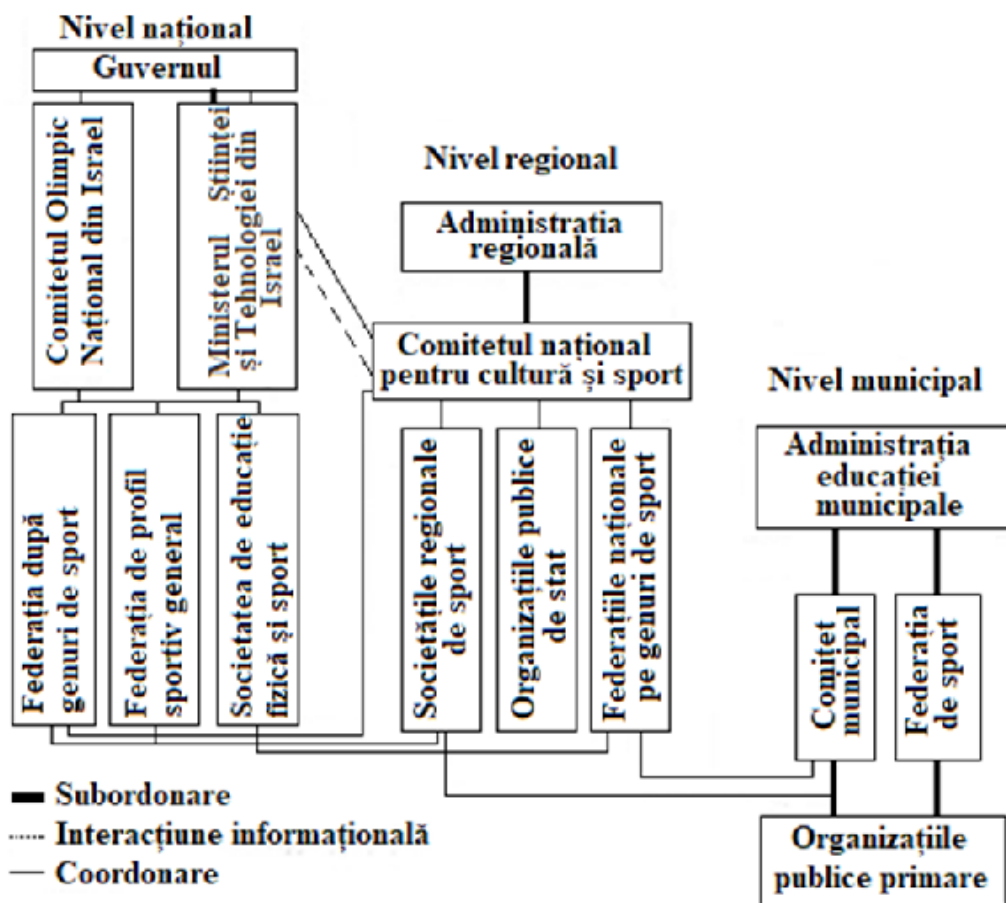 Nivel național
Guvernul
Comitetul Olimpic
Național din Israel
Ministerul Științei
și Tehnologiei din
Israel
Federația după
genuri de sport
Federația de profil
sportiv general
Societatea de educație
fizică și sport
Nivel regional
Administratia
regională
Comitetul național
pentru cultură și sport
Societățile regionale
de sport
Organizațiile publice
de stat
Federațiile naționale
pe genuri de sport
Nivel municipal
Administrația
educației
municipale
Comitet
municipal
Federația
de sport
Organizațiile
publice primare
Subordonare
Interacțiune informațională
Coordonare